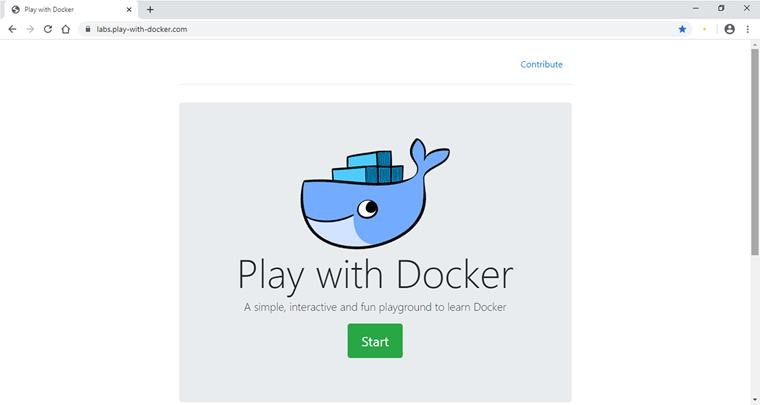 Play with Docker
labs.play-with-docker.com
Contribute
Play with Docker
A simple, interactive and fun playground to learn Docker
Start